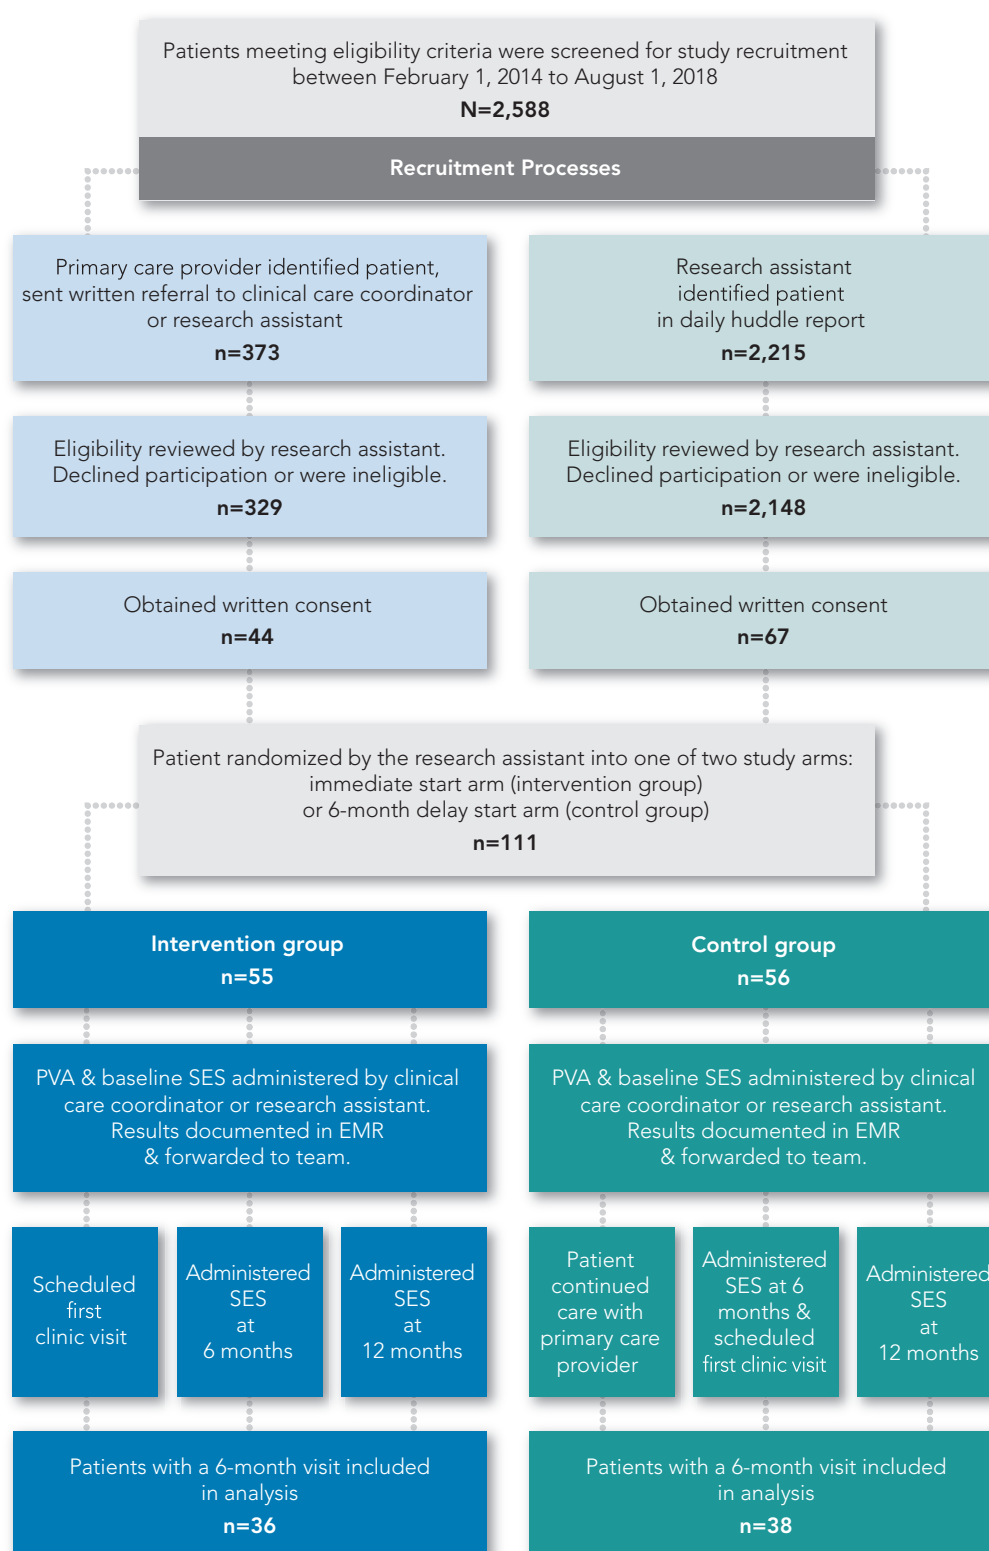 Patients meeting eligibility criteria were screened for study recruitment
between February 1, 2014 to August 1, 2018
N=2,588
Recruitment Processes
Primary care provider identified patient,
sent written referral to clinical care coordinator
or research assistant
n=373
Research assistant
identified patient
in daily huddle report
n=2,215
Eligibility reviewed by research assistant.
Declined participation or were ineligible.
n=329
Eligibility reviewed by research assistant.
Declined participation or were ineligible.
n=2,148
Obtained written consent
n=44
Obtained written consent
n=67
Patient randomized by the research assistant into one of two study arms:
immediate start arm (intervention group)
or 6-month delay start arm (control group)
n=111
Intervention group
n=55
Control group
n=56
PVA & baseline SES administered by clinical
care coordinator or research assistant.
Results documented in EMR
& forwarded to team.
PVA & baseline SES administered by clinical
care coordinator or research assistant.
Results documented in EMR
& forwarded to team.
Scheduled
first
clinic visit
Administered
SES
at
6 months
Administered
SES
at
12 months
Patient
continued
care with
primary care
provider
Administered
SES at 6
months &
scheduled
first clinic visit
Administered
SES
at
12 months
Patients with a 6-month visit included
in analysis
n=36
Patients with a 6-month visit included
in analysis
n=38